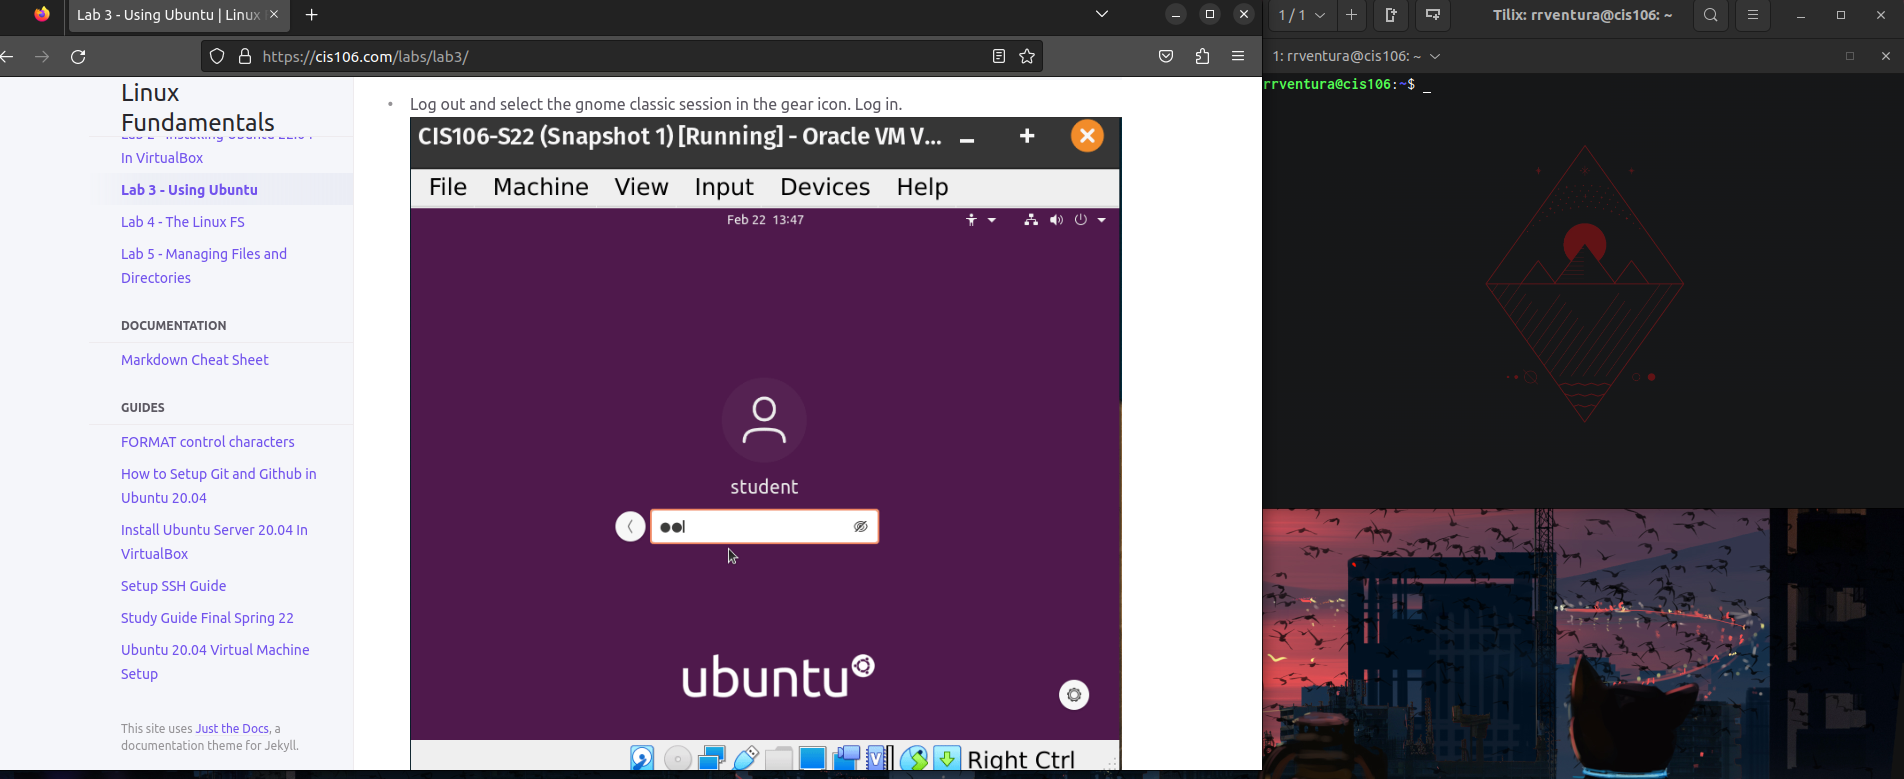 Lab 3 - Using Ubuntu | Linux
https://cis106.com/labs/lab3/
Linux
Fundamentals
In VirtualBox
Lab 3 - Using Ubuntu
Lab 4 - The Linux FS
Lab 5 - Managing Files and
Directories
DOCUMENTATION
Markdown Cheat Sheet
GUIDES
FORMAT control characters
How to Setup Git and Github in
Ubuntu 20.04
Install Ubuntu Server 20.04 In
VirtualBox
Setup SSH Guide
Study Guide Final Spring 22
Ubuntu 20.04 Virtual Machine
Setup
This site uses Just the Docs, a
documentation theme for Jekyll.
• Log out and select the gnome classic session in the gear icon. Log in.
CIS106-S22 (Snapshot 1) [Running] - Oracle VM V...
File Machine View Input Devices Help
Feb 22 13:47
student
ubuntu
Right Ctrl
1 / 1
Tilix: rrventura@cis106: ~
1: rrventura@cis106: ~
rrventura@cis106:~$ _